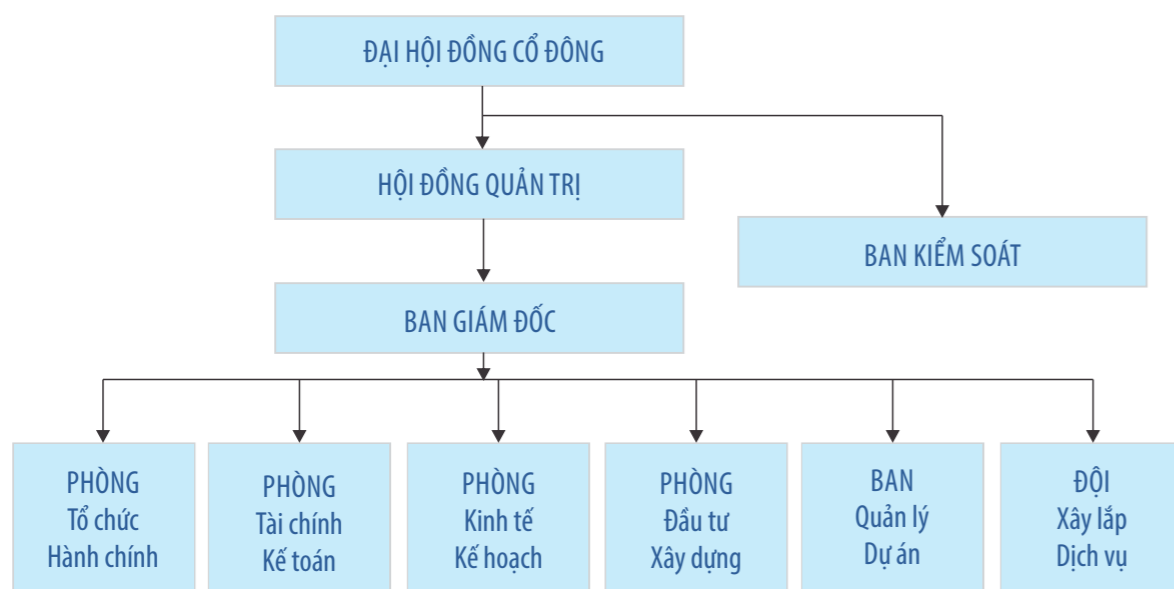 ĐẠI HỘI ĐỒNG CỔ ĐÔNG
HỘI ĐỒNG QUẢN TRỊ
BAN KIỂM SOÁT
BAN GIÁM ĐỐC
PHÒNG
Tổ chức
Hành chính
PHÒNG
Tài chính
Kế toán
PHÒNG
Kinh tế
Kế hoạch
PHÒNG
Đầu tư
Xây dựng
BAN
Quản lý
Dự án
ĐỘI
Xây lắp
Dịch vụ